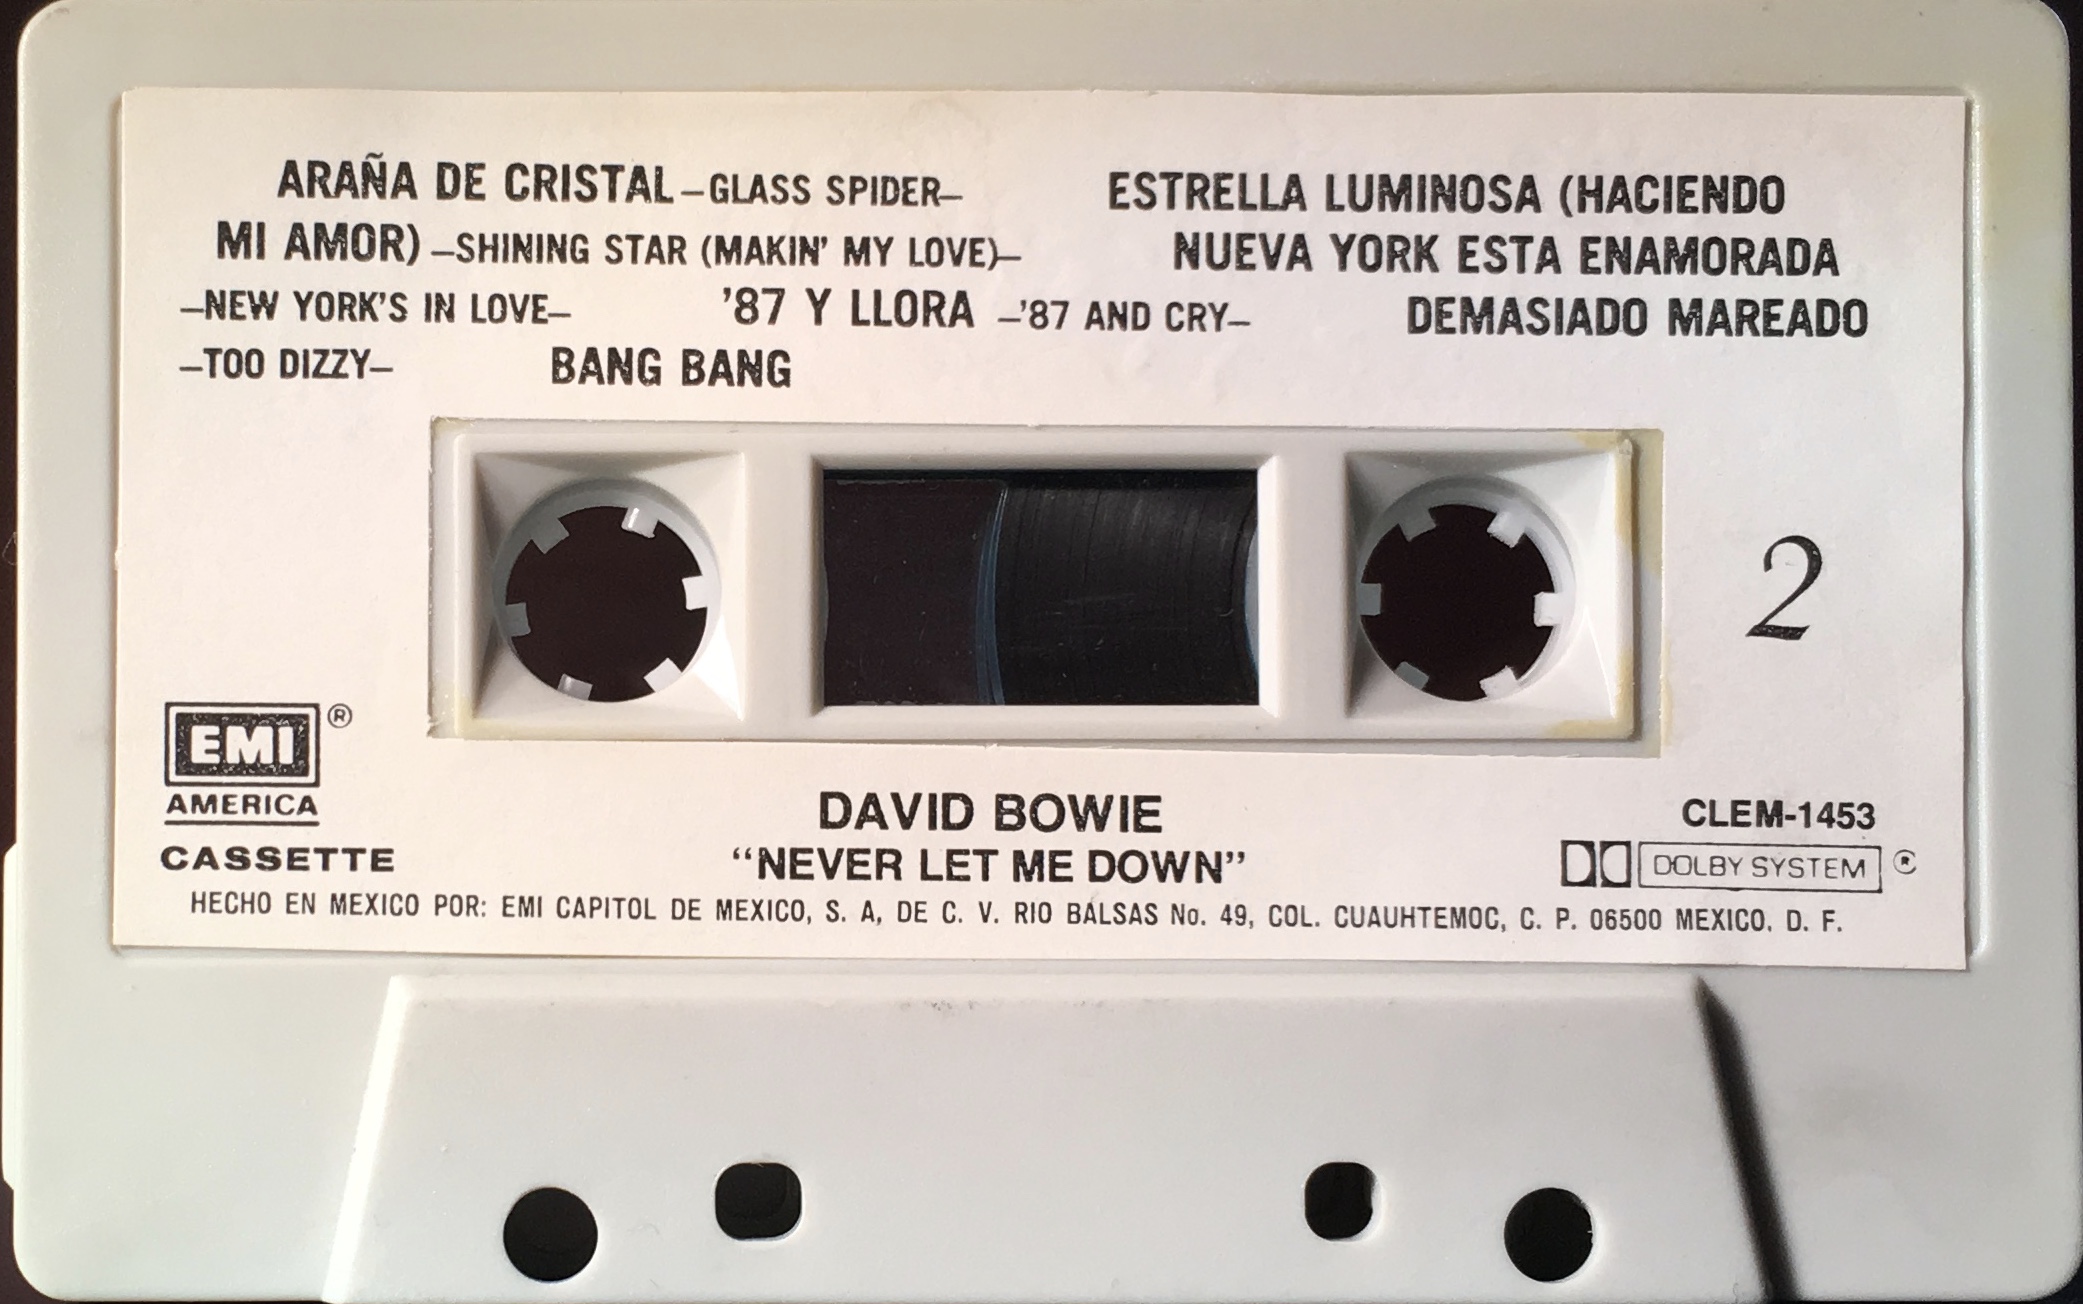 ARAÑA DE CRISTAL –GLASS SPIDER– ESTRELLA LUMINOSA (HACIENDO
MI AMOR) –SHINING STAR (MAKIN' MY LOVE)– NUEVA YORK ESTA ENAMORADA
–NEW YORK'S IN LOVE– '87 Y LLORA –'87 AND CRY– DEMASIADO MAREADO
–TOO DIZZY– BANG BANG
2
EMI ®
AMERICA
CASSETTE
DAVID BOWIE
“NEVER LET ME DOWN”
CLEM-1453
DOLBY SYSTEM ®
HECHO EN MEXICO POR: EMI CAPITOL DE MEXICO, S. A, DE C. V. RIO BALSAS No. 49, COL. CUAUHTEMOC, C. P. 06500 MEXICO. D. F.